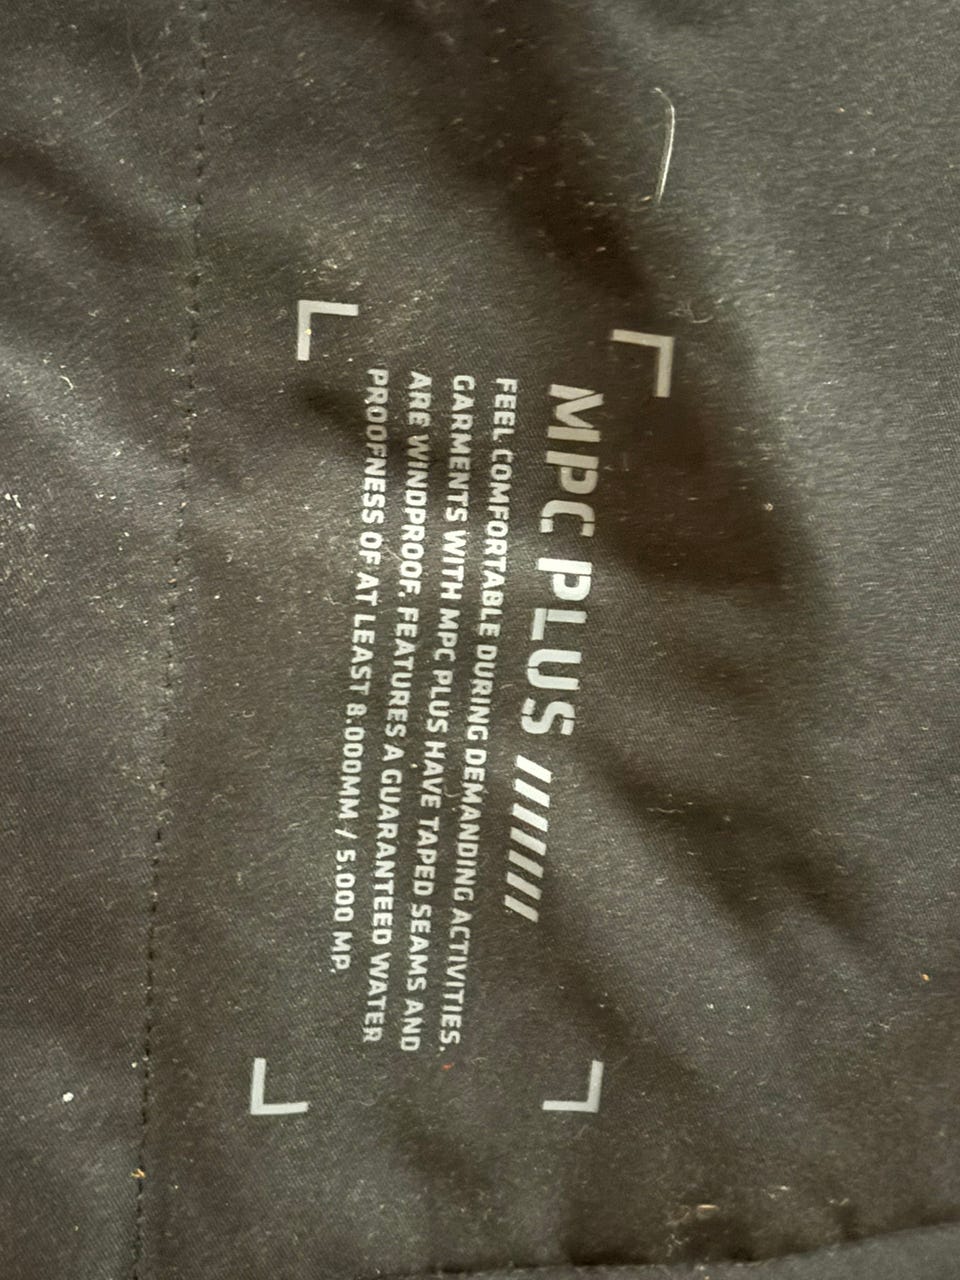 MPC PLUS ///////
FEEL COMFORTABLE DURING DEMANDING ACTIVITIES.
GARMENTS WITH MPC PLUS HAVE TAPED SEAMS AND
ARE WINDPROOF. FEATURES A GUARANTEED WATER
PROOFNESS OF AT LEAST 8.000MM / 5.000 MP.